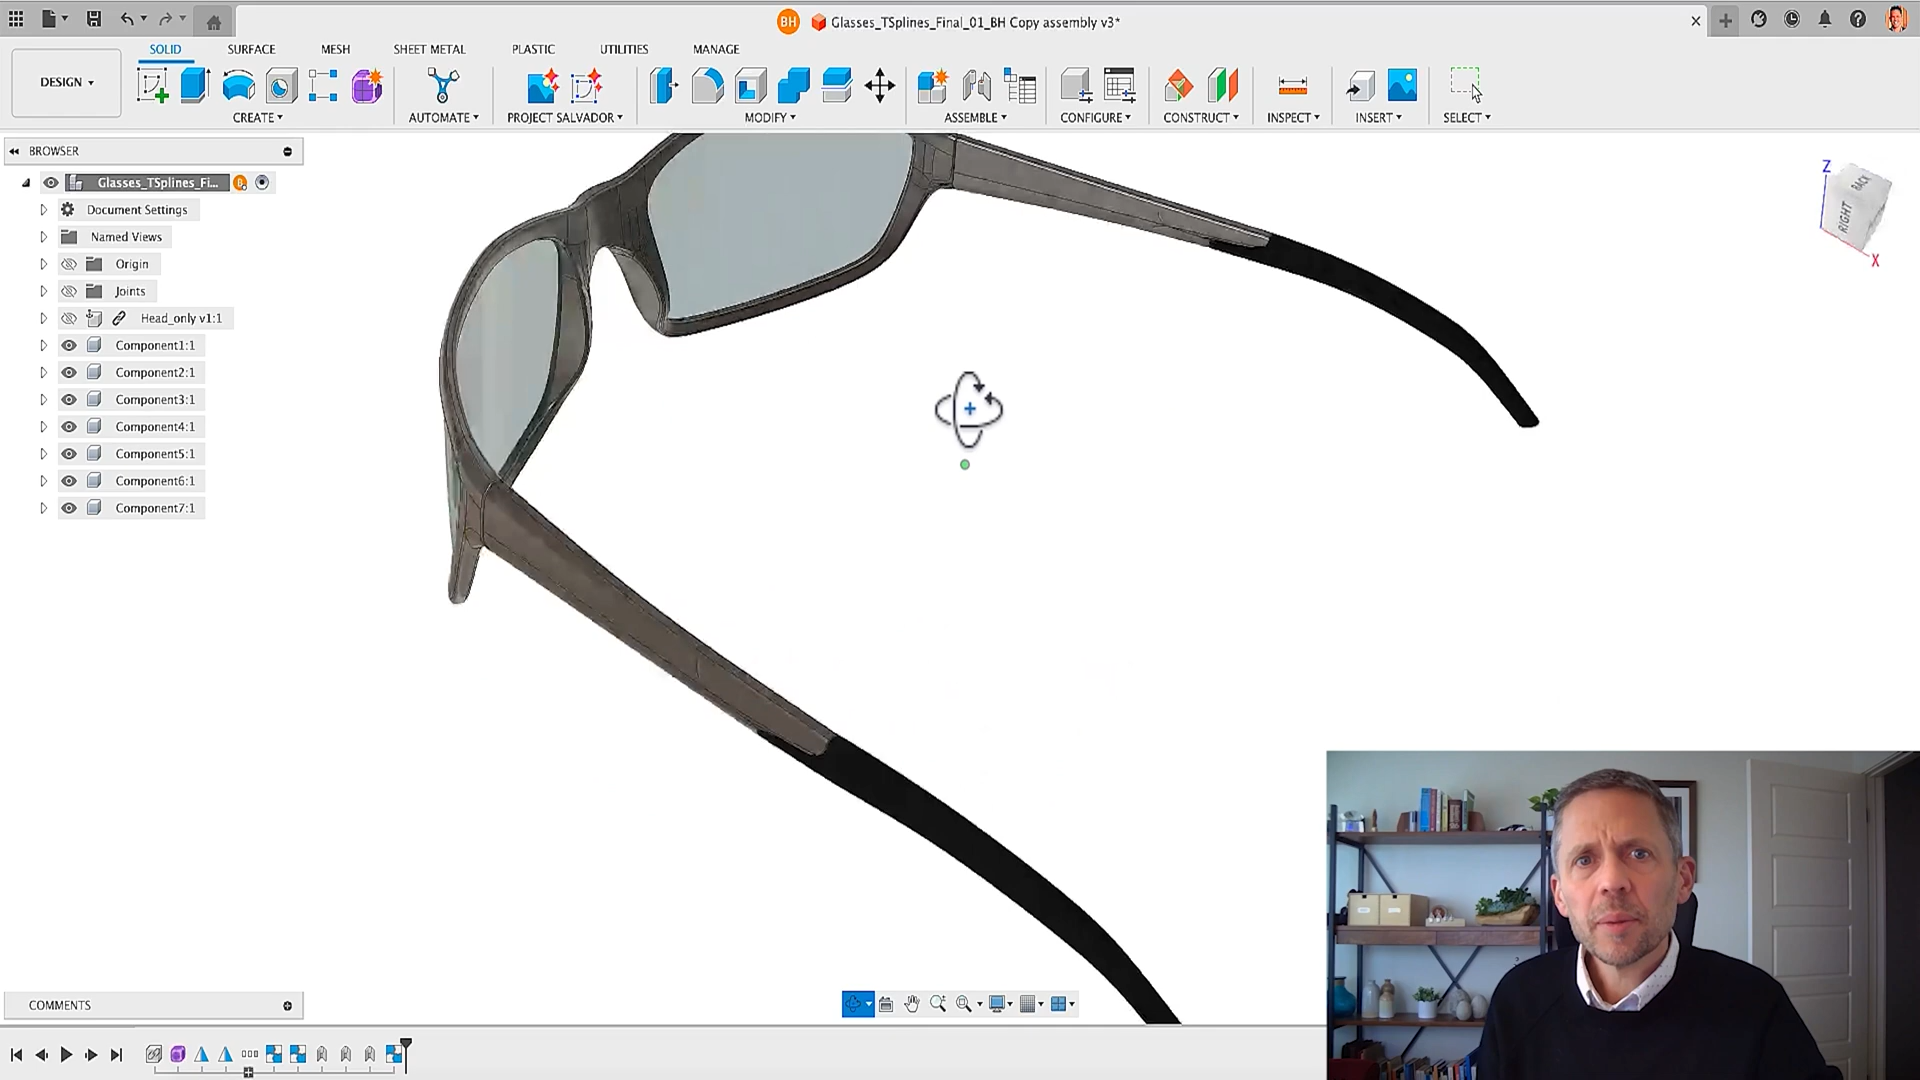 BH Glasses_TSplines_Final_01_BH Copy assembly v3*
DESIGN
SOLID SURFACE MESH SHEET METAL PLASTIC UTILITIES MANAGE
CREATE AUTOMATE PROJECT SALVADOR MODIFY ASSEMBLE CONFIGURE CONSTRUCT INSPECT INSERT SELECT
BROWSER
Glasses_TSplines_Fi...
Document Settings
Named Views
Origin
Joints
Head_only v1:1
Component1:1
Component2:1
Component3:1
Component4:1
Component5:1
Component6:1
Component7:1
Z
BACK
RIGHT
X
COMMENTS